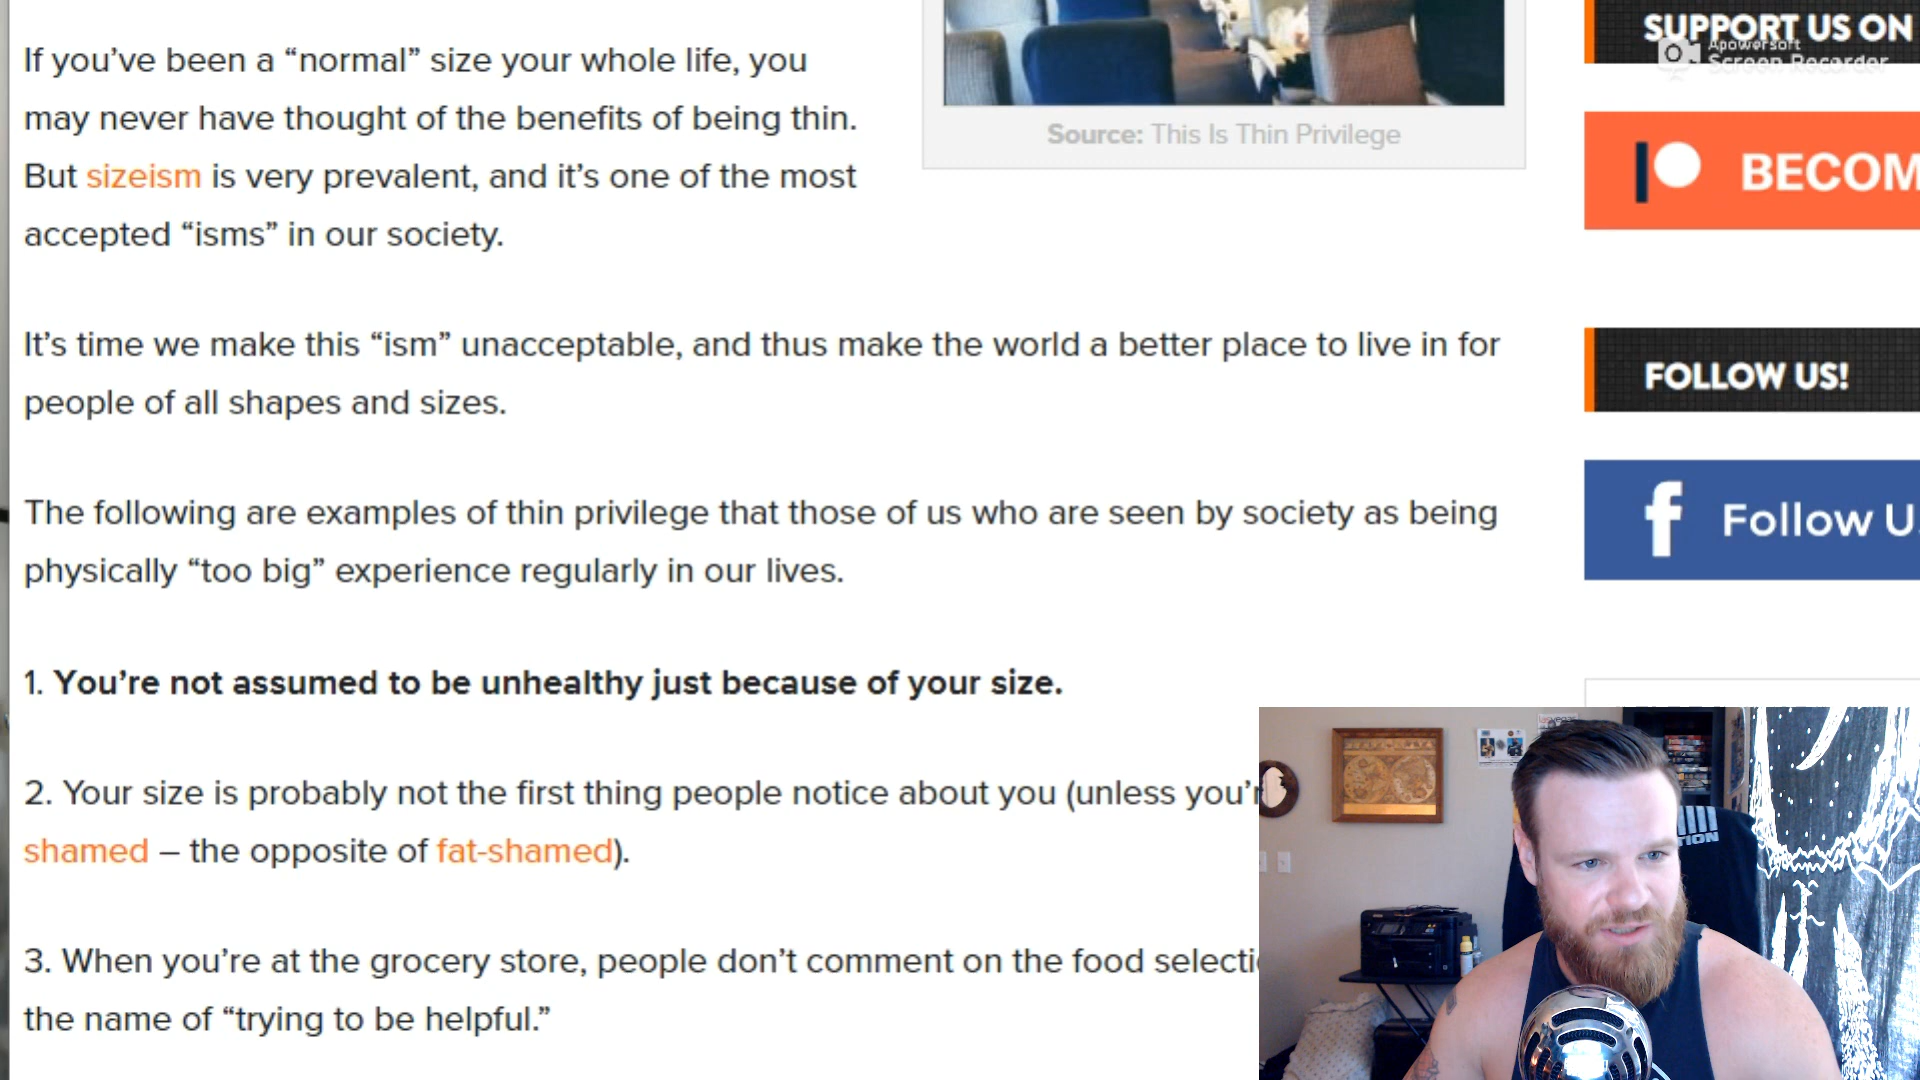 If you’ve been a “normal” size your whole life, you
may never have thought of the benefits of being thin.
But sizeism is very prevalent, and it’s one of the most
accepted “isms” in our society.
Source: This Is Thin Privilege
It’s time we make this “ism” unacceptable, and thus make the world a better place to live in for
people of all shapes and sizes.
The following are examples of thin privilege that those of us who are seen by society as being
physically “too big” experience regularly in our lives.
1. You’re not assumed to be unhealthy just because of your size.
2. Your size is probably not the first thing people notice about you (unless
shamed – the opposite of fat-shamed).
3. When you’re at the grocery store, people don’t comment on the food
the name of “trying to be helpful.”
SUPPORT US ON
Apowersoft
Screen Recorder
FOLLOW US!
Follow